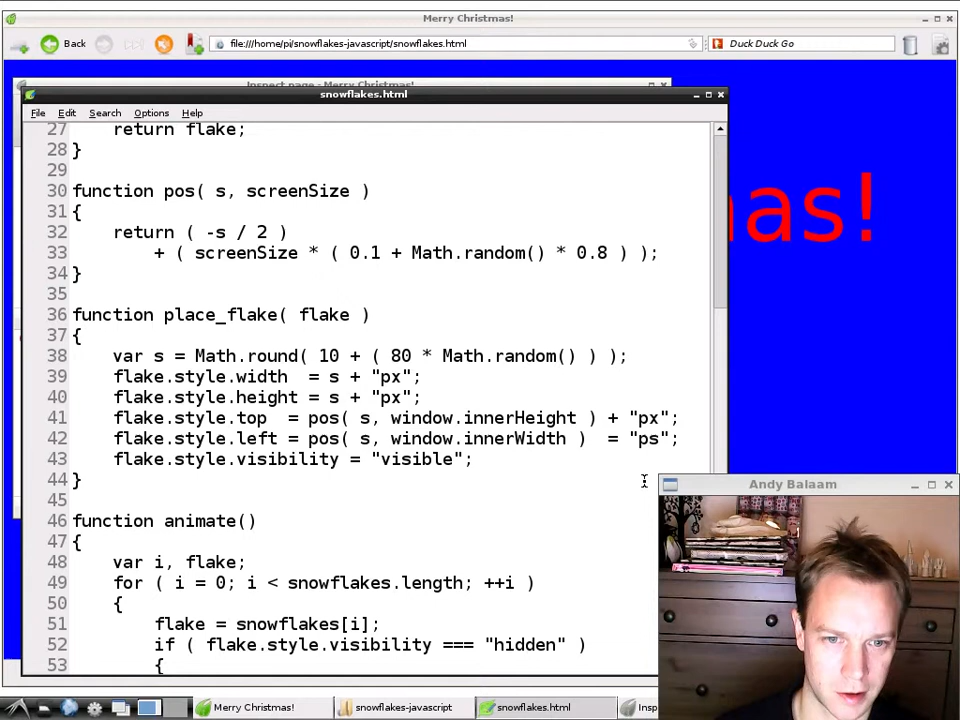 Merry Christmas!
Back
file:///home/pi/snowflakes-javascript/snowflakes.html
Duck Duck Go
Inspect page - Merry Christmas!
snowflakes.html
File Edit Search Options Help
27 return flake;
28 }
29
30 function pos( s, screenSize )
31 {
32 return ( -s / 2 )
33 + ( screenSize * ( 0.1 + Math.random() * 0.8 ) );
34 }
35
36 function place_flake( flake )
37 {
38 var s = Math.round( 10 + ( 80 * Math.random() ) );
39 flake.style.width  = s + "px";
40 flake.style.height = s + "px";
41 flake.style.top  = pos( s, window.innerHeight ) + "px";
42 flake.style.left = pos( s, window.innerWidth )  = "ps";
43 flake.style.visibility = "visible";
44 }
45
46 function animate()
47 {
48 var i, flake;
49 for ( i = 0; i < snowflakes.length; ++i )
50 {
51 flake = snowflakes[i];
52 if ( flake.style.visibility === "hidden" )
53 {
as!
Andy Balaam
Merry Christmas!
snowflakes-javascript
snowflakes.html
Insp